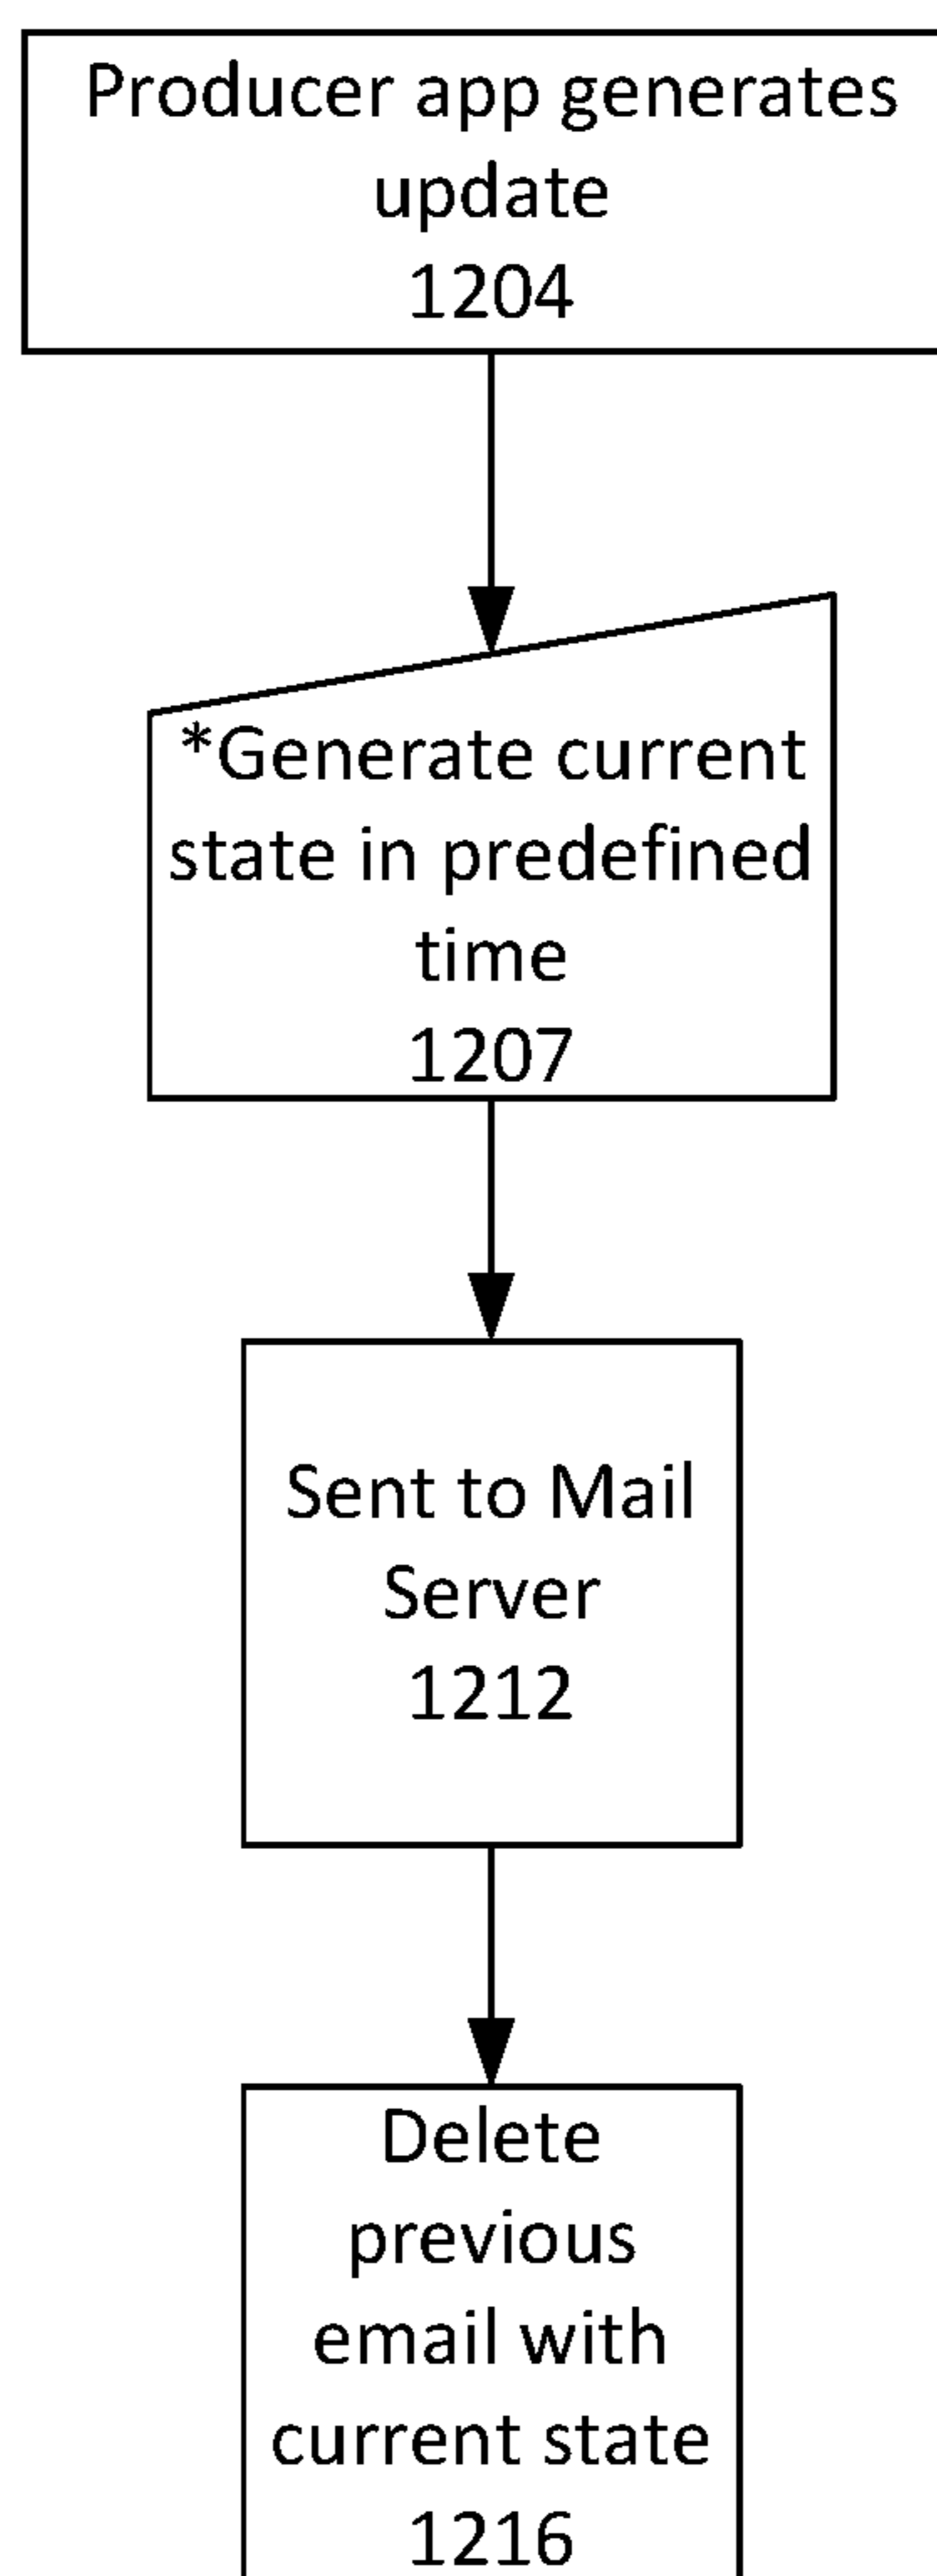 Producer app generates
update
1204
*Generate current
state in predefined
time
1207
Sent to Mail
Server
1212
Delete
previous
email with
current state
1216